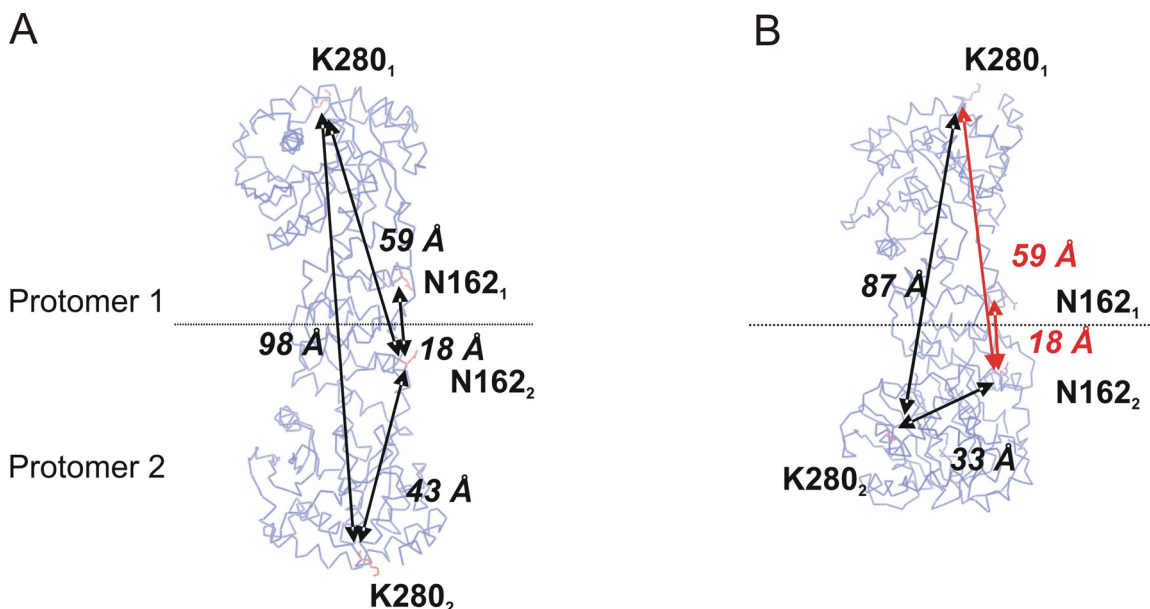 A
K280₁
59 Å
N162₁
Protomer 1
98 Å
18 Å
N162₂
Protomer 2
43 Å
K280₂
B
K280₁
59 Å
87 Å
N162₁
18 Å
N162₂
33 Å
K280₂